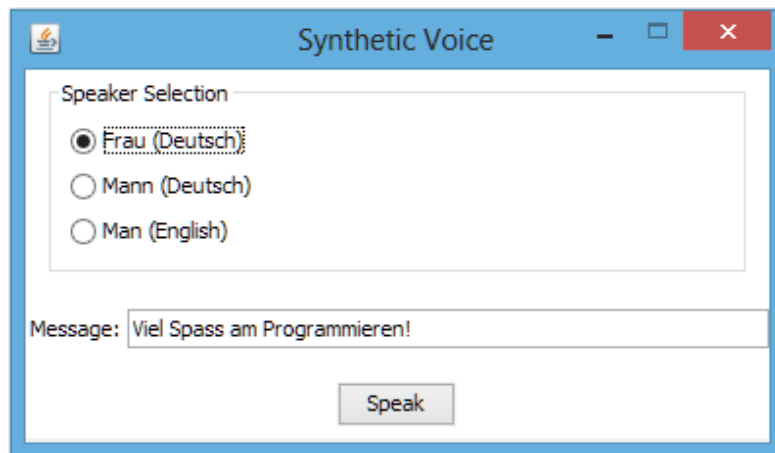 Synthetic Voice
Speaker Selection
Frau (Deutsch)
Mann (Deutsch)
Man (English)
Message: Viel Spass am Programmieren!
Speak